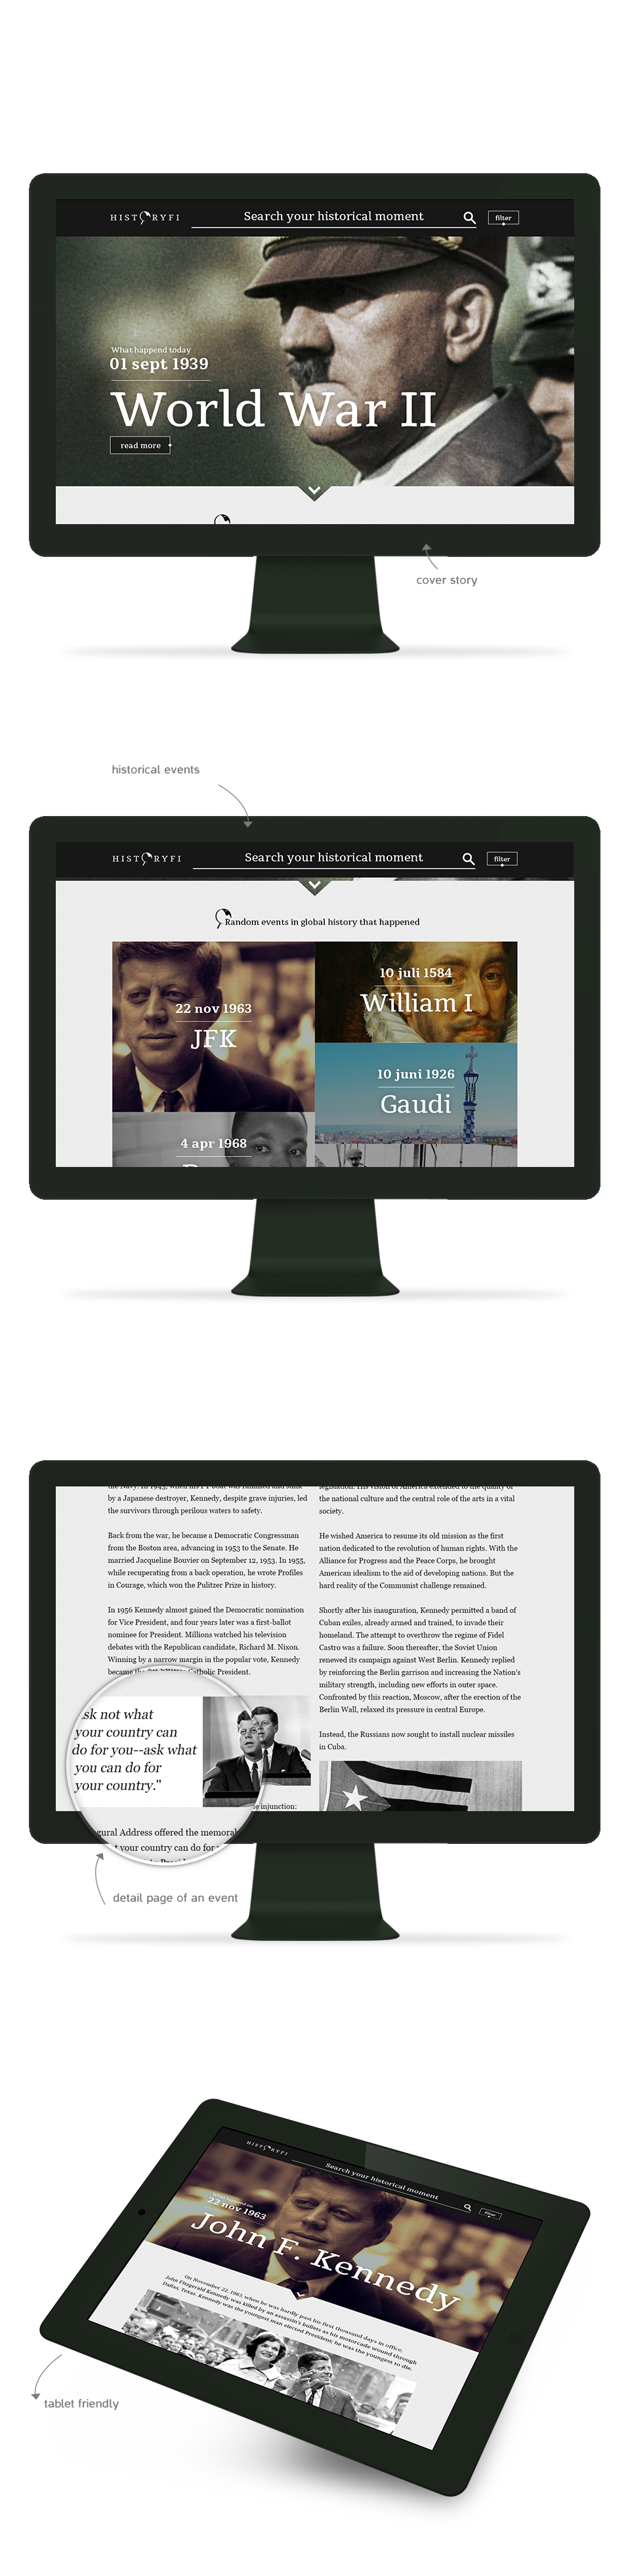 HISTORYFI
Search your historical moment
filter
What happend today
01 sept 1939
World War II
read more
cover story
historical events
HISTORYFI
Search your historical moment
filter
Random events in global history that happened
22 nov 1963
JFK
10 juli 1584
William I
10 juni 1926
Gaudi
4 apr 1968
by a Japanese destroyer, Kennedy, despite grave injuries, led
the survivors through perilous waters to safety.
Back from the war, he became a Democratic Congressman
from the Boston area, advancing in 1953 to the Senate. He
married Jacqueline Bouvier on September 12, 1953. In 1955,
while recuperating from a back operation, he wrote Profiles
in Courage, which won the Pulitzer Prize in history.
In 1956 Kennedy almost gained the Democratic nomination
for Vice President, and four years later was a first-ballot
nominee for President. Millions watched his television
debates with the Republican candidate, Richard M. Nixon.
Winning by a narrow margin in the popular vote, Kennedy
became the Catholic President.
sk not what
your country can
do for you--ask what
you can do for
your country."
e injunction:
gural Address offered the memorab
t your country can do for
legislation. His vision of America extended to the quality of
the national culture and the central role of the arts in a vital
society.
He wished America to resume its old mission as the first
nation dedicated to the revolution of human rights. With the
Alliance for Progress and the Peace Corps, he brought
American idealism to the aid of developing nations. But the
hard reality of the Communist challenge remained.
Shortly after his inauguration, Kennedy permitted a band of
Cuban exiles, already armed and trained, to invade their
homeland. The attempt to overthrow the regime of Fidel
Castro was a failure. Soon thereafter, the Soviet Union
renewed its campaign against West Berlin. Kennedy replied
by reinforcing the Berlin garrison and increasing the Nation's
military strength, including new efforts in outer space.
Confronted by this reaction, Moscow, after the erection of the
Berlin Wall, relaxed its pressure in central Europe.
Instead, the Russians now sought to install nuclear missiles
in Cuba.
detail page of an event
HISTORYFI
Search your historical moment
22 nov 1963
John F. Kennedy
On November 22, 1963, when he was hardly past his first thousand days in office,
John Fitzgerald Kennedy was killed by an assassin's bullets as his motorcade wound through
Dallas, Texas. Kennedy was the youngest man elected President; he was the youngest to die.
tablet friendly